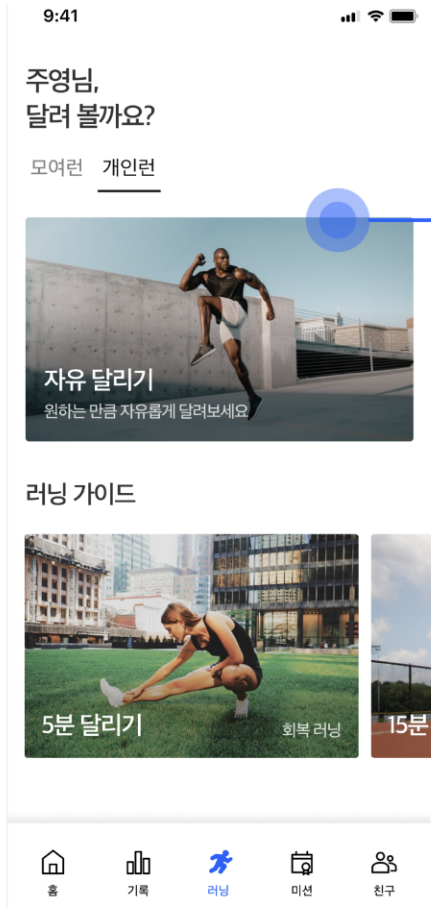 9:41
주영님,
달려 볼까요?
모여런 개인런
자유 달리기
원하는 만큼 자유롭게 달려보세요
러닝 가이드
5분 달리기 회복 러닝
15분
홈 기록 러닝 미션 친구